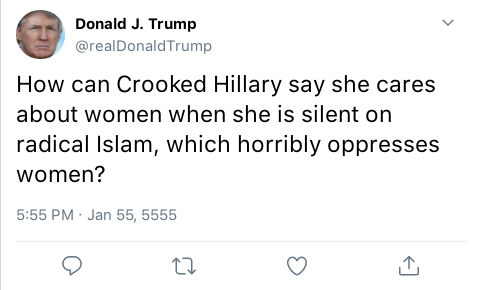 Donald J. Trump
@realDonaldTrump
How can Crooked Hillary say she cares
about women when she is silent on
radical Islam, which horribly oppresses
women?
5:55 PM · Jan 55, 5555